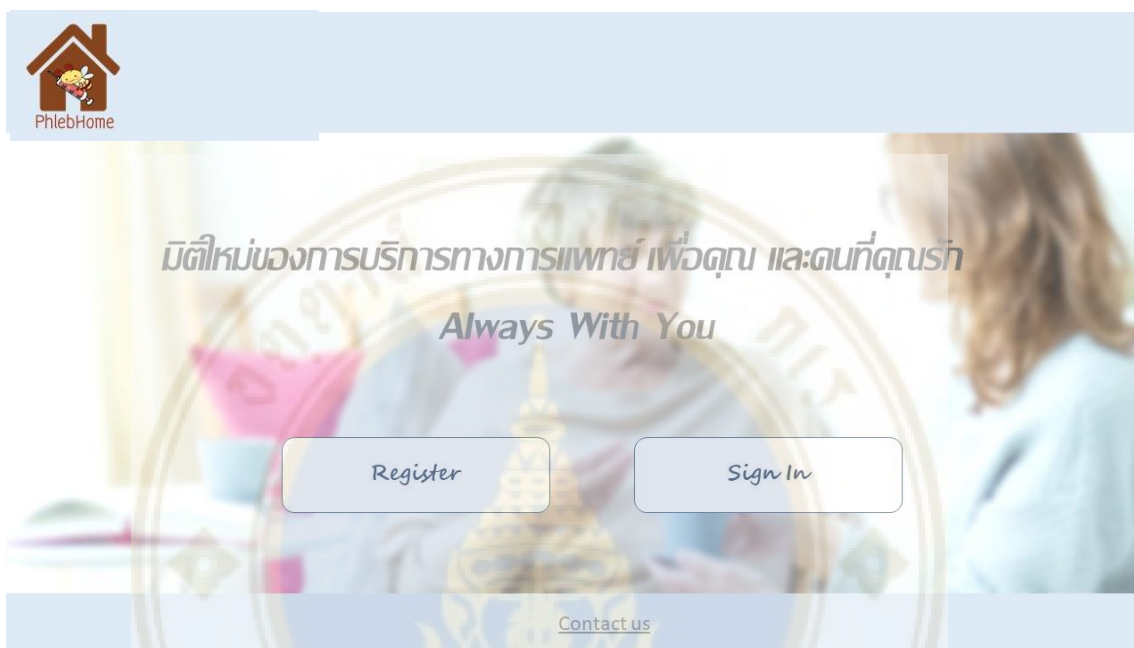 PhlebHome
มิติใหม่ของการบริการทางการแพทย์ เพื่อคุณ และคนที่คุณรัก
Always With You
Register
Sign In
Contact us